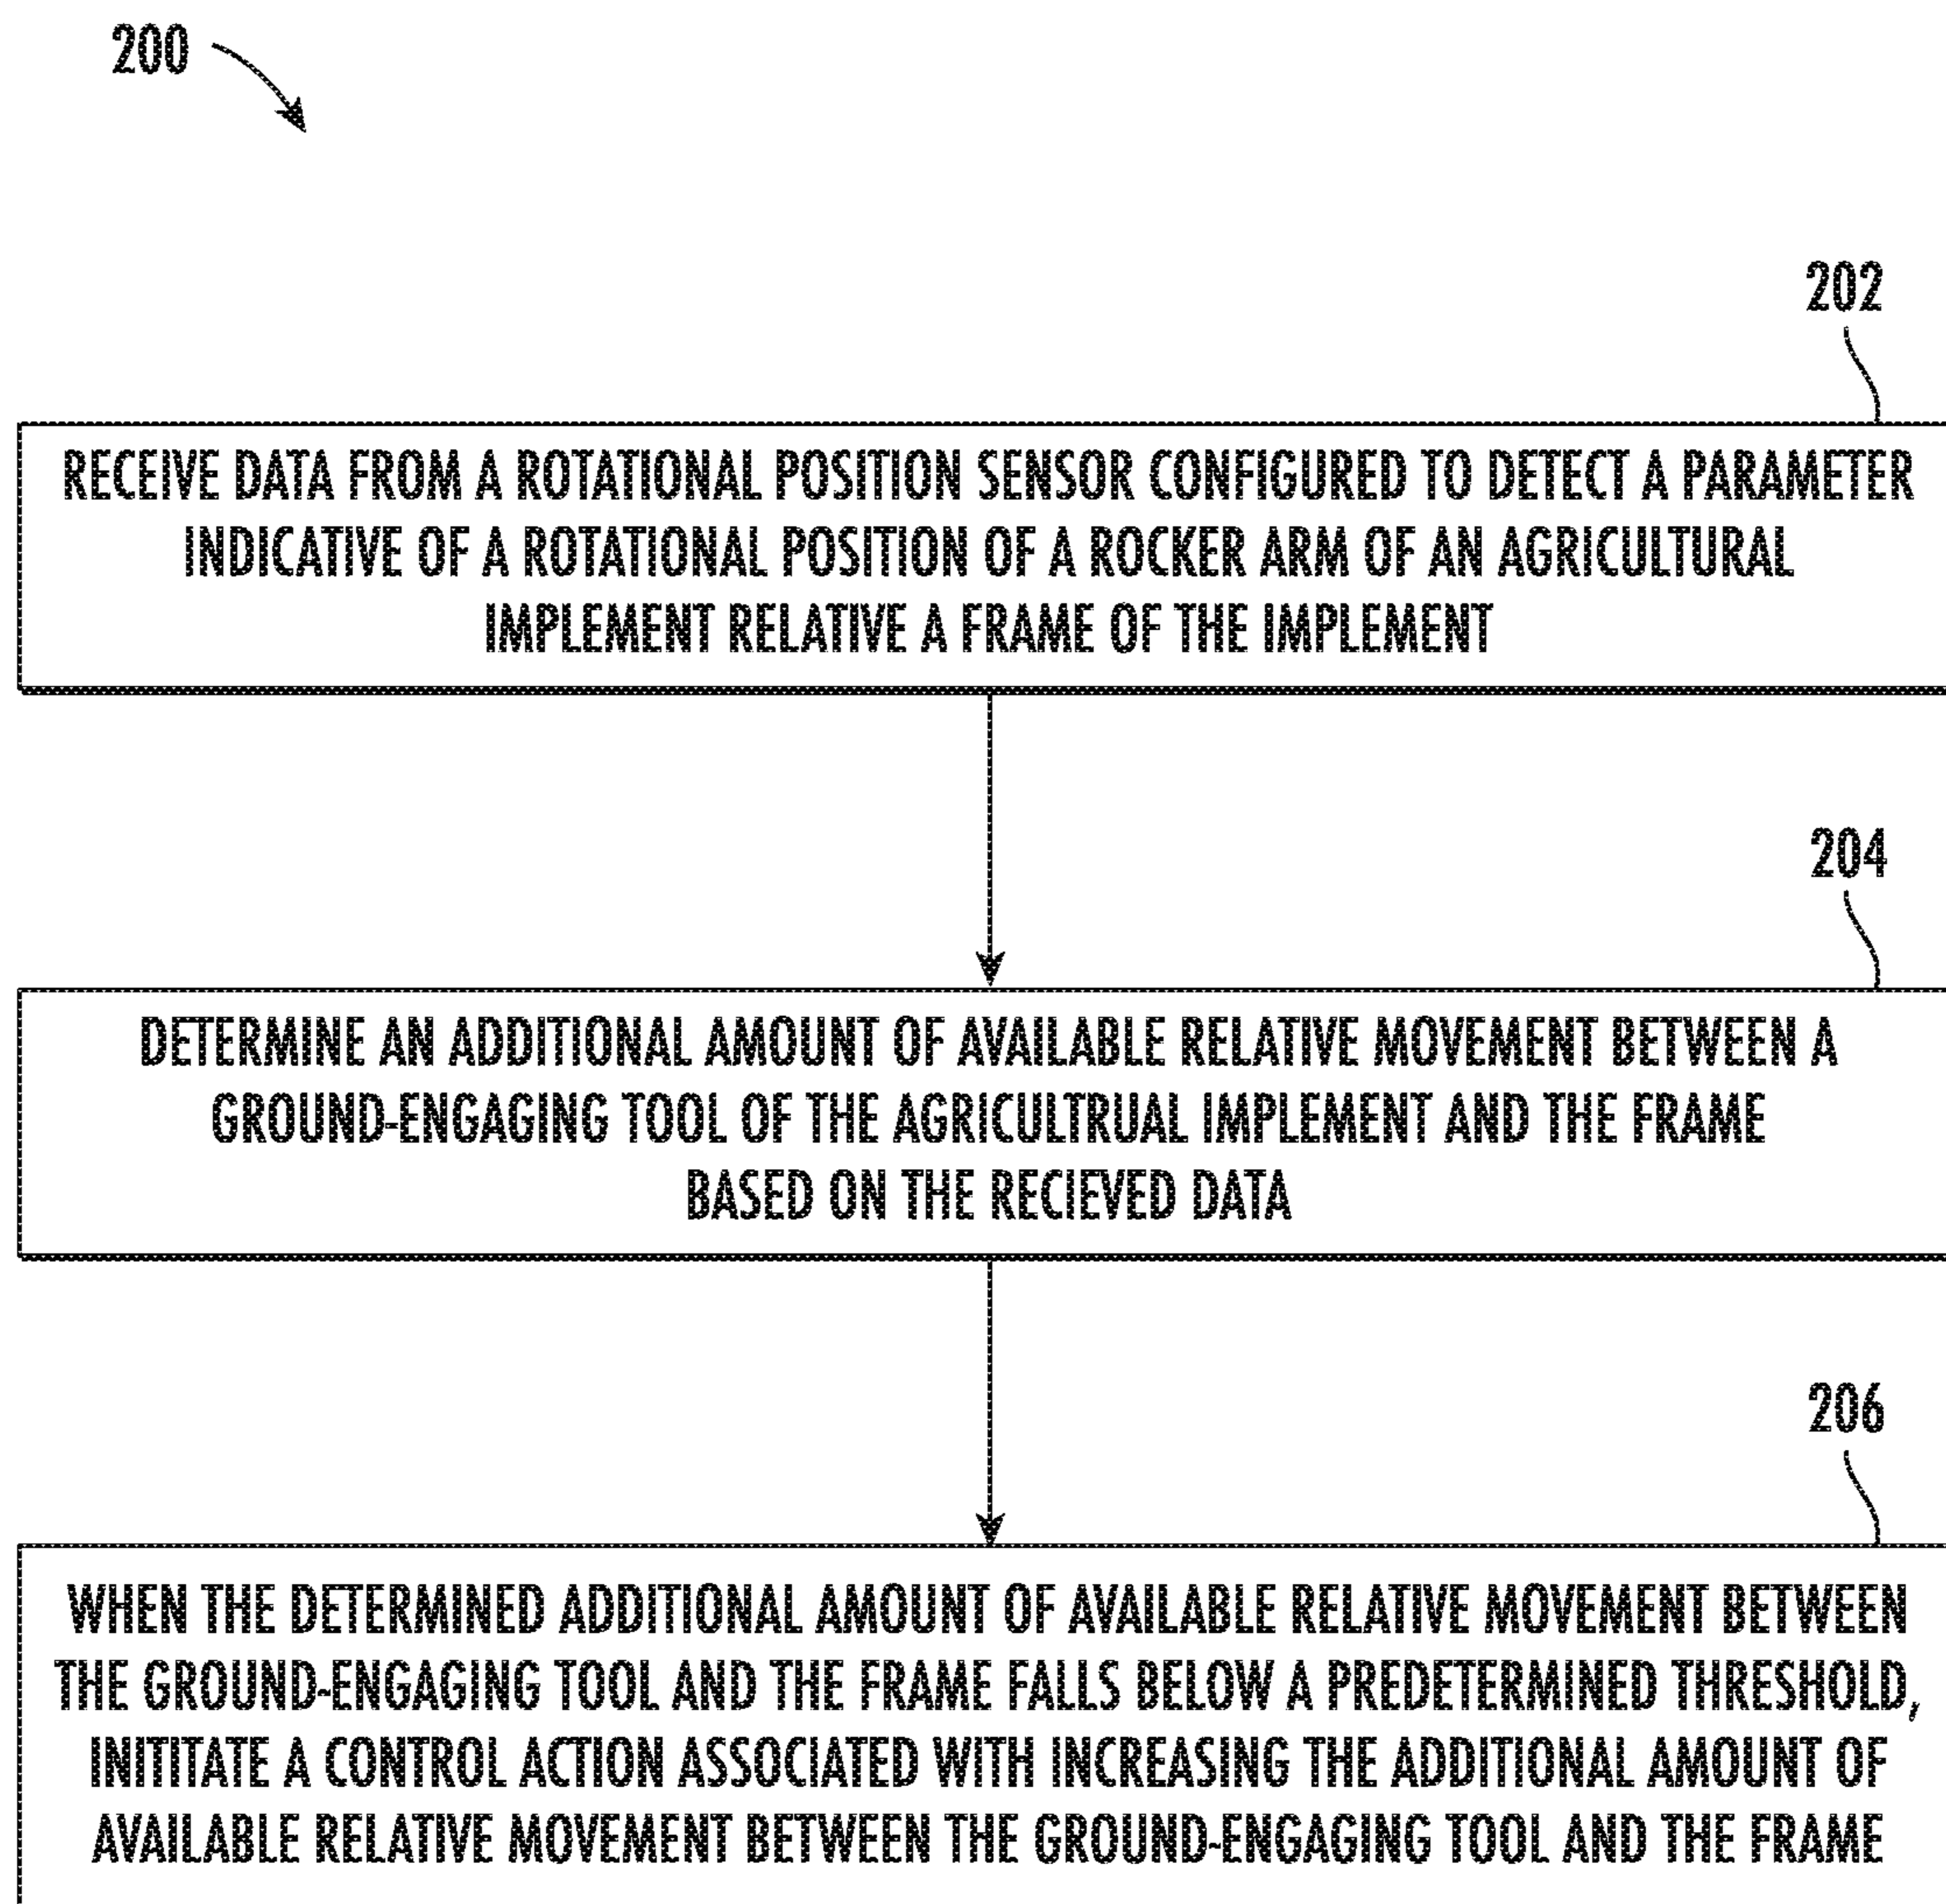 200
202
RECEIVE DATA FROM A ROTATIONAL POSITION SENSOR CONFIGURED TO DETECT A PARAMETER
INDICATIVE OF A ROTATIONAL POSITION OF A ROCKER ARM OF AN AGRICULTURAL
IMPLEMENT RELATIVE A FRAME OF THE IMPLEMENT
204
DETERMINE AN ADDITIONAL AMOUNT OF AVAILABLE RELATIVE MOVEMENT BETWEEN A
GROUND-ENGAGING TOOL OF THE AGRICULTRUAL IMPLEMENT AND THE FRAME
BASED ON THE RECIEVED DATA
206
WHEN THE DETERMINED ADDITIONAL AMOUNT OF AVAILABLE RELATIVE MOVEMENT BETWEEN
THE GROUND-ENGAGING TOOL AND THE FRAME FALLS BELOW A PREDETERMINED THRESHOLD,
INITITATE A CONTROL ACTION ASSOCIATED WITH INCREASING THE ADDITIONAL AMOUNT OF
AVAILABLE RELATIVE MOVEMENT BETWEEN THE GROUND-ENGAGING TOOL AND THE FRAME